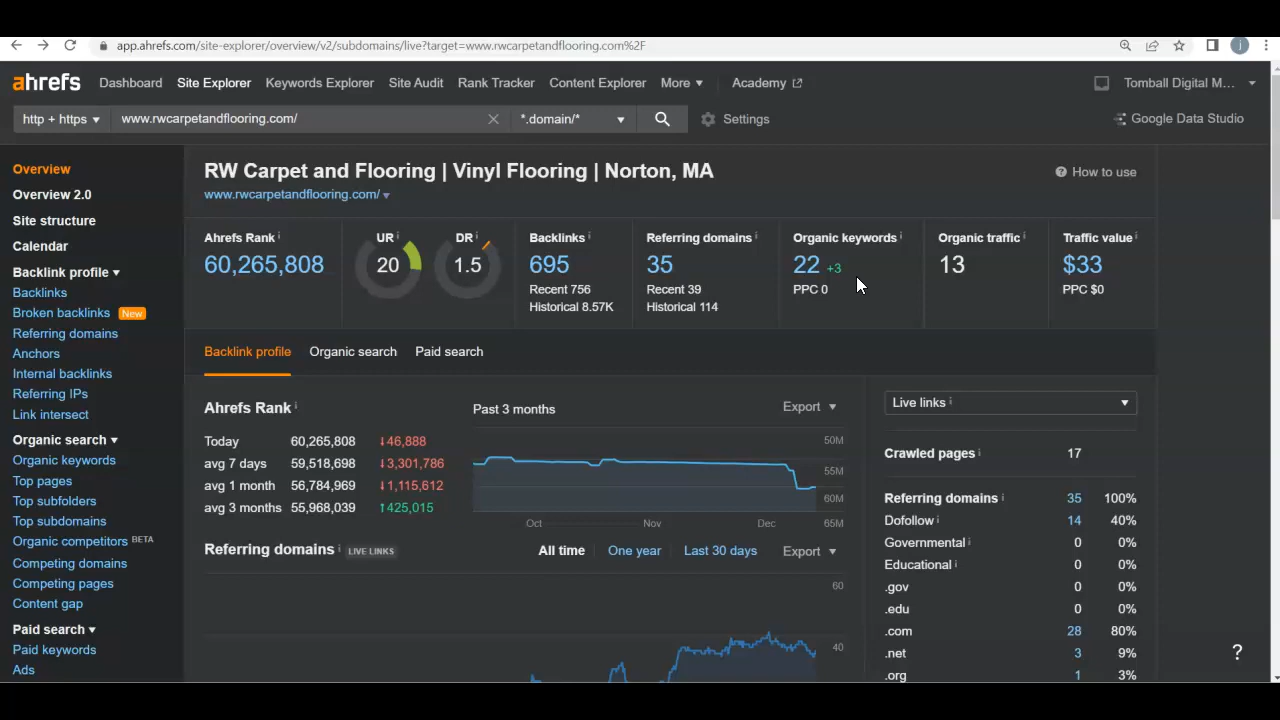 app.ahrefs.com/site-explorer/overview/v2/subdomains/live?target=www.rwcarpetandflooring.com%2F
j
ahrefs Dashboard Site Explorer Keywords Explorer Site Audit Rank Tracker Content Explorer More Academy Tomball Digital M...
http + https www.rwcarpetandflooring.com/ *.domain/* Settings Google Data Studio
Overview
Overview 2.0
Site structure
Calendar
Backlink profile
Backlinks
Broken backlinks New
Referring domains
Anchors
Internal backlinks
Referring IPs
Link intersect
Organic search
Organic keywords
Top pages
Top subfolders
Top subdomains
Organic competitors BETA
Competing domains
Competing pages
Content gap
Paid search
Paid keywords
Ads
RW Carpet and Flooring | Vinyl Flooring | Norton, MA
? How to use
www.rwcarpetandflooring.com/
Ahrefs Rank
60,265,808
UR
20
DR
1.5
Backlinks
695
Recent 756
Historical 8.57K
Referring domains
35
Recent 39
Historical 114
Organic keywords
22 +3
PPC 0
Organic traffic
13
Traffic value
$33
PPC $0
Backlink profile Organic search Paid search
Ahrefs Rank
Today 60,265,808 ↓46,888
avg 7 days 59,518,698 ↓3,301,786
avg 1 month 56,784,969 ↓1,115,612
avg 3 months 55,968,039 ↑425,015
Past 3 months Export
50M
55M
60M
65M
Oct Nov Dec
Referring domains LIVE LINKS
All time One year Last 30 days Export
60
40
Live links
Crawled pages 17
Referring domains 35 100%
Dofollow 14 40%
Governmental 0 0%
Educational 0 0%
.gov 0 0%
.edu 0 0%
.com 28 80%
.net 3 9%
.org 1 3%
?